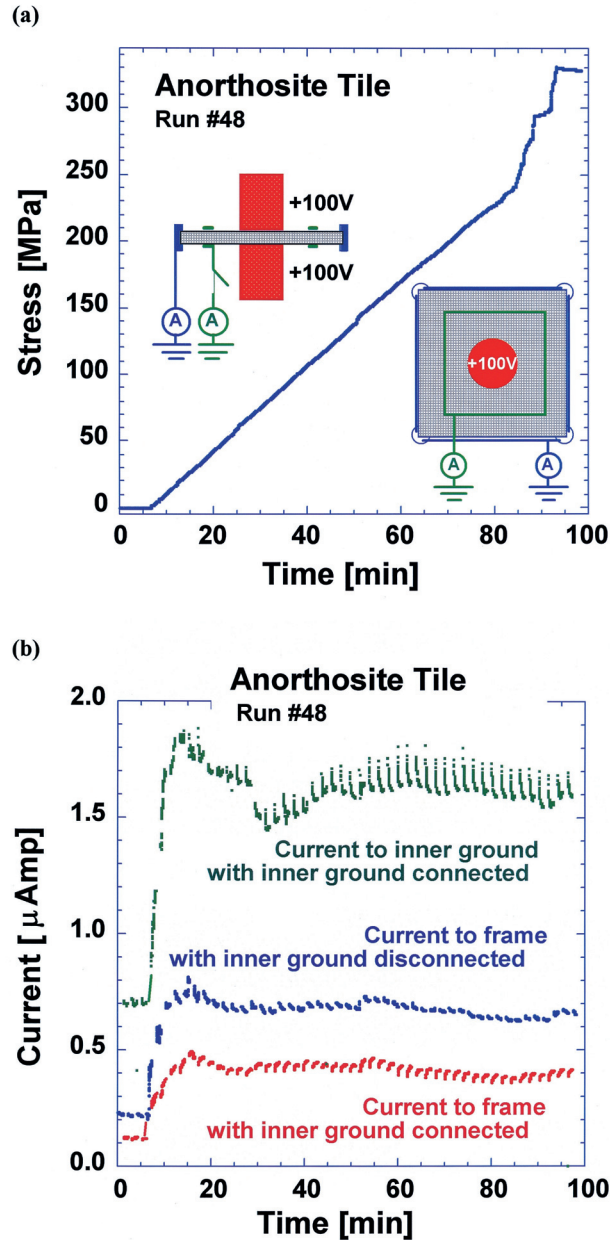 (a)
Anorthosite Tile
Run #48
300
250
200
150
100
50
0
Stress [MPa]
+100V
+100V
A
A
+100V
A
A
0
20
40
60
80
100
Time [min]
(b)
Anorthosite Tile
Run #48
2.0
1.5
1.0
0.5
0.0
Current [ μAmp]
Current to inner ground
with inner ground connected
Current to frame
with inner ground disconnected
Current to frame
with inner ground connected
0
20
40
60
80
100
Time [min]